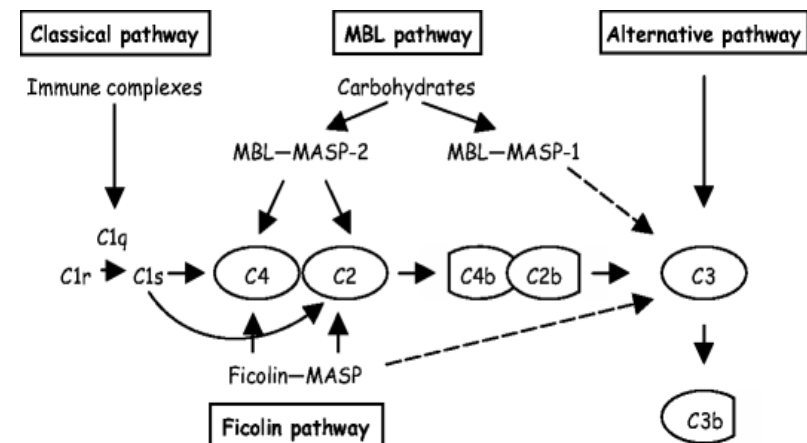 Classical pathway
MBL pathway
Alternative pathway
Immune complexes
Carbohydrates
MBL—MASP-2
MBL—MASP-1
C1q
C1r
C1s
C4
C2
C4b
C2b
C3
Ficolin—MASP
C3b
Ficolin pathway